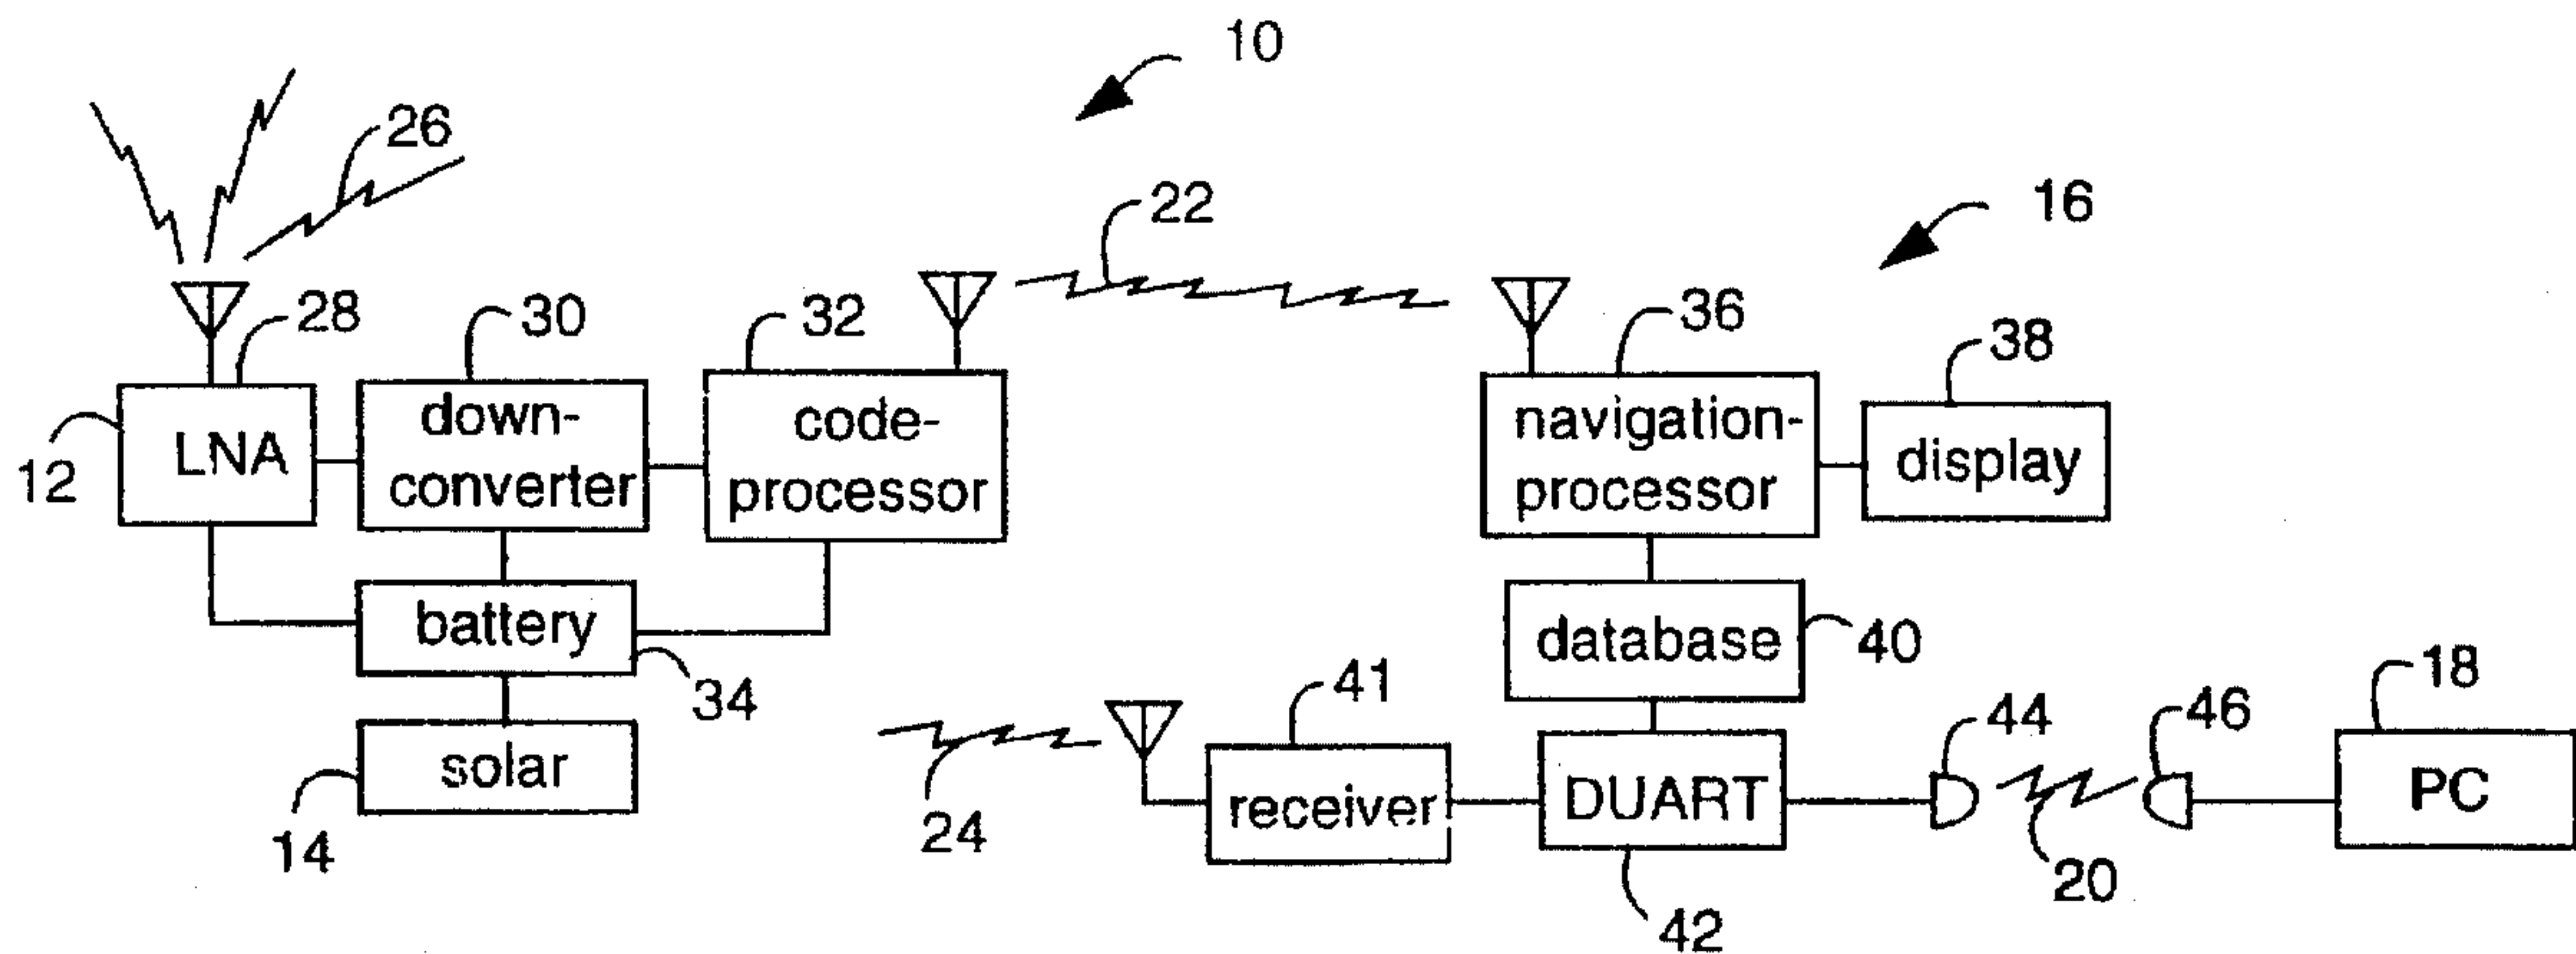 10
26
22
16
28
30
32
36
38
12
LNA
down-
converter
code-
processor
navigation-
processor
display
battery
34
database
40
solar
14
24
41
receiver
DUART
42
44
20
46
18
PC